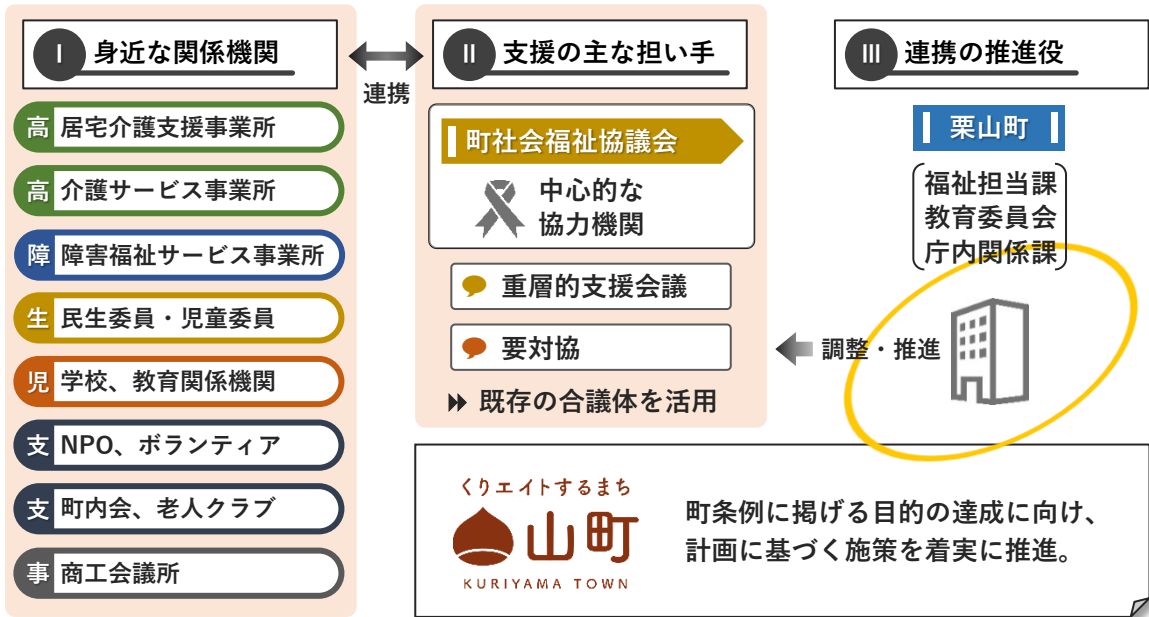 Ⅰ 身近な関係機関
高 居宅介護支援事業所
高 介護サービス事業所
障 障害福祉サービス事業所
生 民生委員・児童委員
児 学校、教育関係機関
支 NPO、ボランティア
支 町内会、老人クラブ
事 商工会議所
連携
Ⅱ 支援の主な担い手
町社会福祉協議会
中心的な
協力機関
重層的支援会議
要対協
既存の合議体を活用
Ⅲ 連携の推進役
栗山町
福祉担当課
教育委員会
庁内関係課
調整・推進
くりエイトするまち
山町
KURIYAMA TOWN
町条例に掲げる目的の達成に向け、
計画に基づく施策を着実に推進。